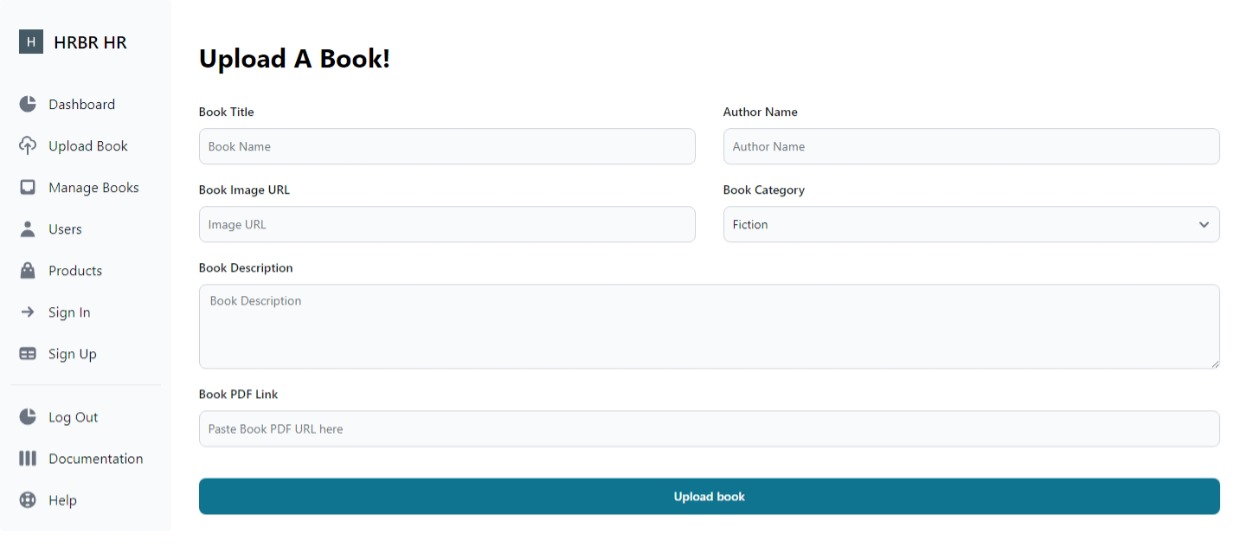 H HRBR HR
Dashboard
Upload Book
Manage Books
Users
Products
Sign In
Sign Up
Log Out
Documentation
Help
Upload A Book!
Book Title
Book Name
Author Name
Author Name
Book Image URL
Image URL
Book Category
Fiction
Book Description
Book Description
Book PDF Link
Paste Book PDF URL here
Upload book